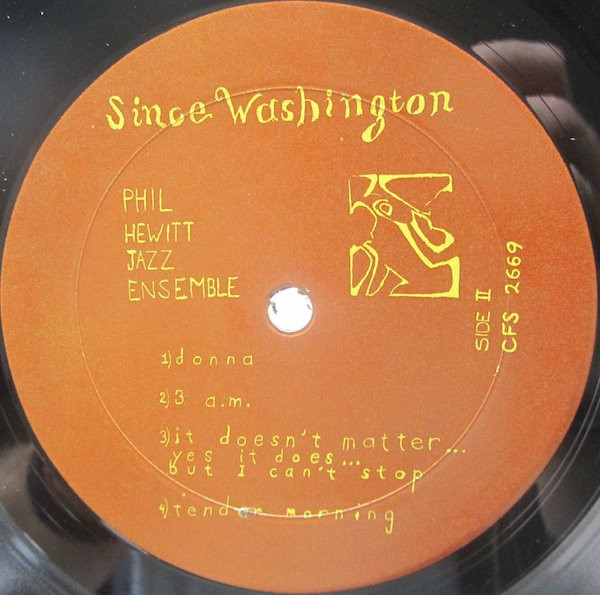 Since Washington
PHIL
HEWITT
JAZZ
ENSEMBLE
SIDE II
CFS 2669
1) donna
2) 3 a.m.
3) it doesn't matter...
yes it does...
but I can't stop
4) tender morning